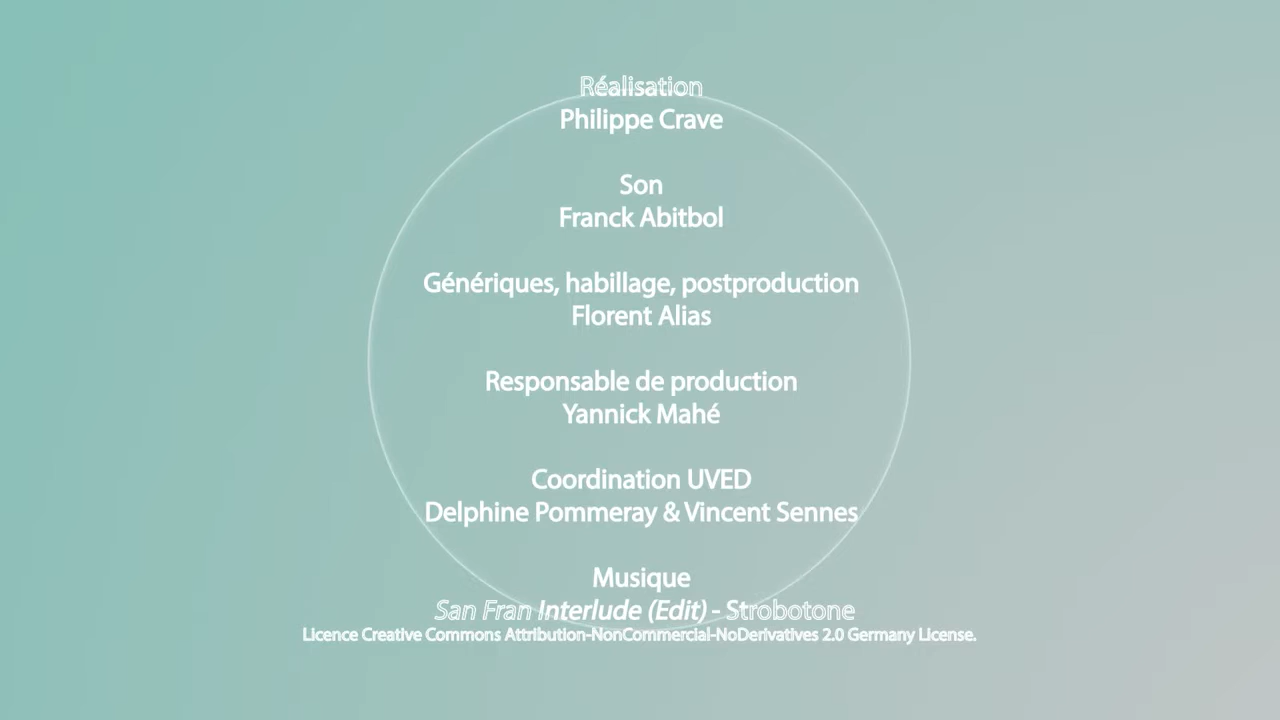 Réalisation
Philippe Crave
Son
Franck Abitbol
Génériques, habillage, postproduction
Florent Alias
Responsable de production
Yannick Mahé
Coordination UVED
Delphine Pommeray & Vincent Sennes
Musique
San Fran Interlude (Edit) - Strobotone
Licence Creative Commons Attribution-NonCommercial-NoDerivatives 2.0 Germany License.